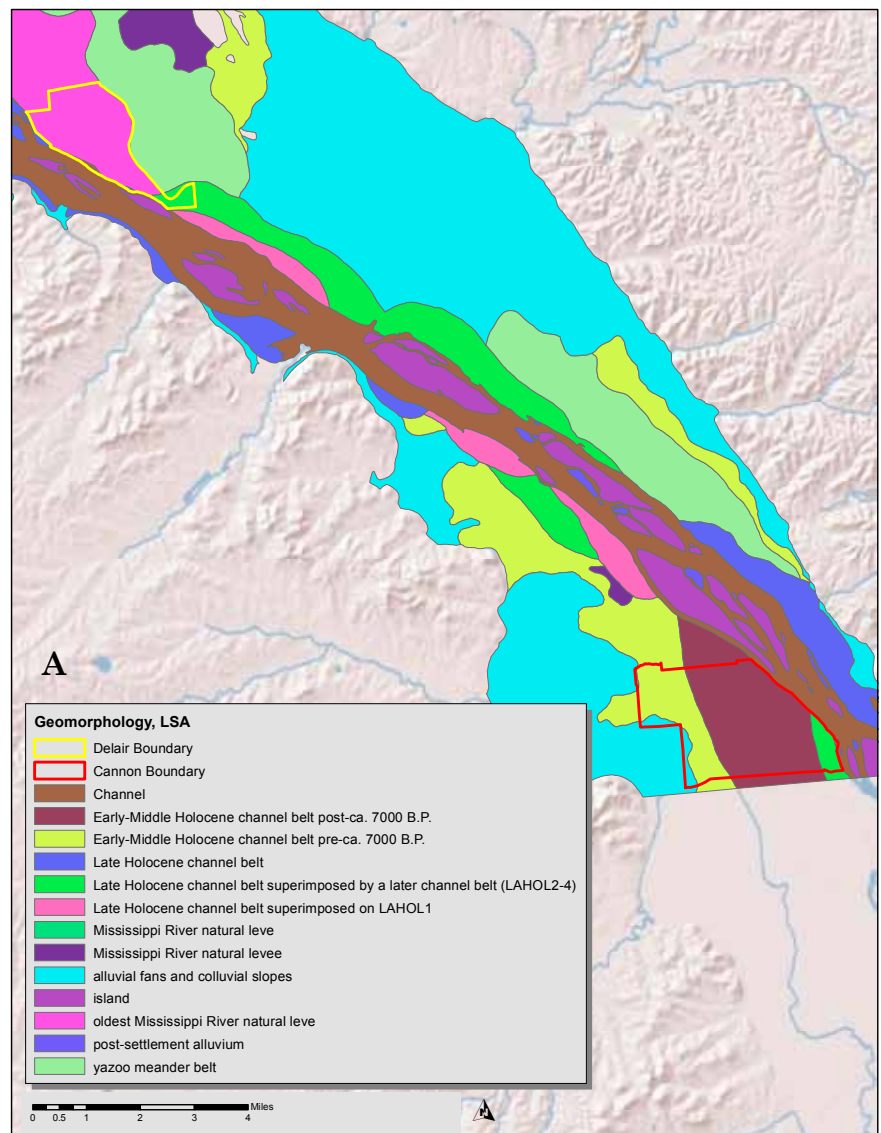 A
Geomorphology, LSA
Delair Boundary
Cannon Boundary
Channel
Early-Middle Holocene channel belt post-ca. 7000 B.P.
Early-Middle Holocene channel belt pre-ca. 7000 B.P.
Late Holocene channel belt
Late Holocene channel belt superimposed by a later channel belt (LAHOL2-4)
Late Holocene channel belt superimposed on LAHOL1
Mississippi River natural leve
Mississippi River natural levee
alluvial fans and colluvial slopes
island
oldest Mississippi River natural leve
post-settlement alluvium
yazoo meander belt
Miles
0 0.5 1 2 3 4
N